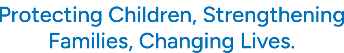 Protecting Children, Strengthening
Families, Changing Lives.